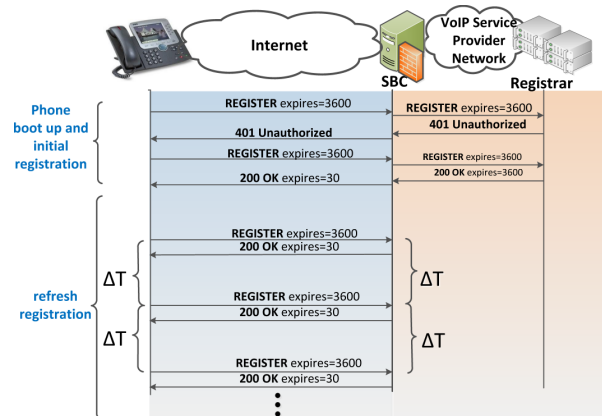 Internet
VoIP Service
Provider
Network
SBC
Registrar
Phone
boot up and
initial
registration
REGISTER expires=3600
REGISTER expires=3600
401 Unauthorized
401 Unauthorized
REGISTER expires=3600
REGISTER expires=3600
200 OK expires=3600
200 OK expires=30
refresh
registration
REGISTER expires=3600
200 OK expires=30
ΔT
ΔT
REGISTER expires=3600
200 OK expires=30
ΔT
ΔT
REGISTER expires=3600
200 OK expires=30